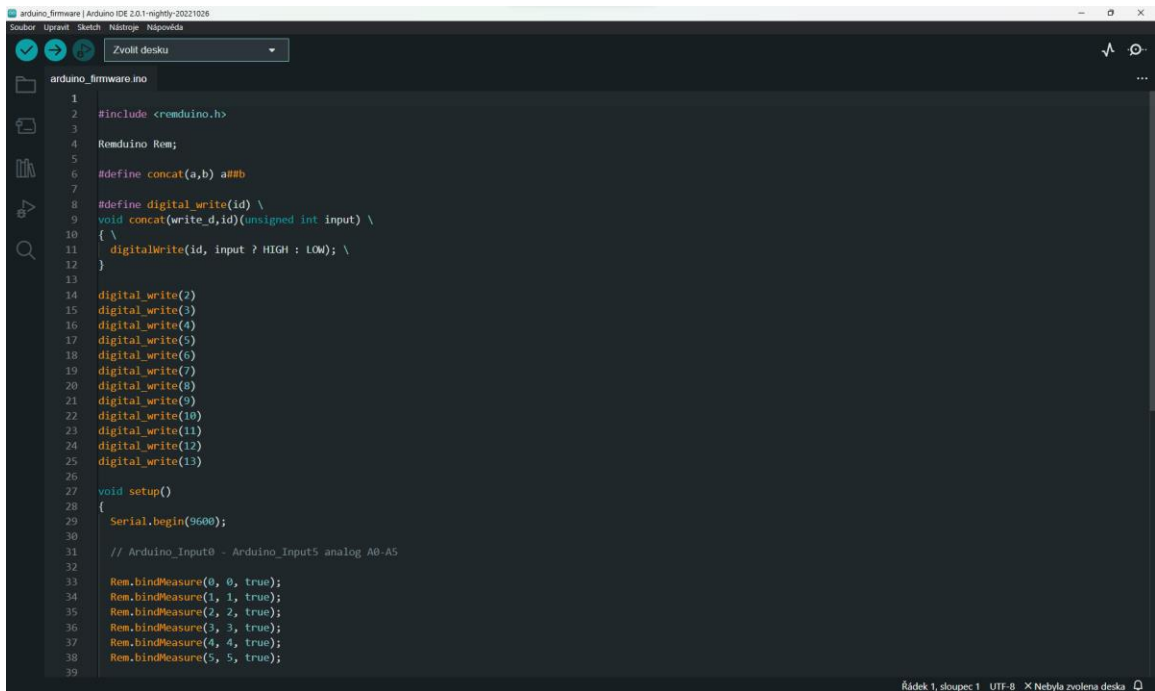 arduino_firmware | Arduino IDE 2.0.1-nightly-20221026
Soubor Upravit Sketch Nástroje Nápověda
Zvolit desku
arduino_firmware.ino
1
2 #include <remduino.h>
3
4 Remduino Rem;
5
6 #define concat(a,b) a##b
7
8 #define digital_write(id) \
9 void concat(write_d,id)(unsigned int input) \
10 { \
11 digitalWrite(id, input ? HIGH : LOW); \
12 }
13
14 digital_write(2)
15 digital_write(3)
16 digital_write(4)
17 digital_write(5)
18 digital_write(6)
19 digital_write(7)
20 digital_write(8)
21 digital_write(9)
22 digital_write(10)
23 digital_write(11)
24 digital_write(12)
25 digital_write(13)
26
27 void setup()
28 {
29 Serial.begin(9600);
30
31 // Arduino_Input0 - Arduino_Input5 analog A0-A5
32
33 Rem.bindMeasure(0, 0, true);
34 Rem.bindMeasure(1, 1, true);
35 Rem.bindMeasure(2, 2, true);
36 Rem.bindMeasure(3, 3, true);
37 Rem.bindMeasure(4, 4, true);
38 Rem.bindMeasure(5, 5, true);
39
Řádek 1, sloupec 1 UTF-8 × Nebyla zvolena deska